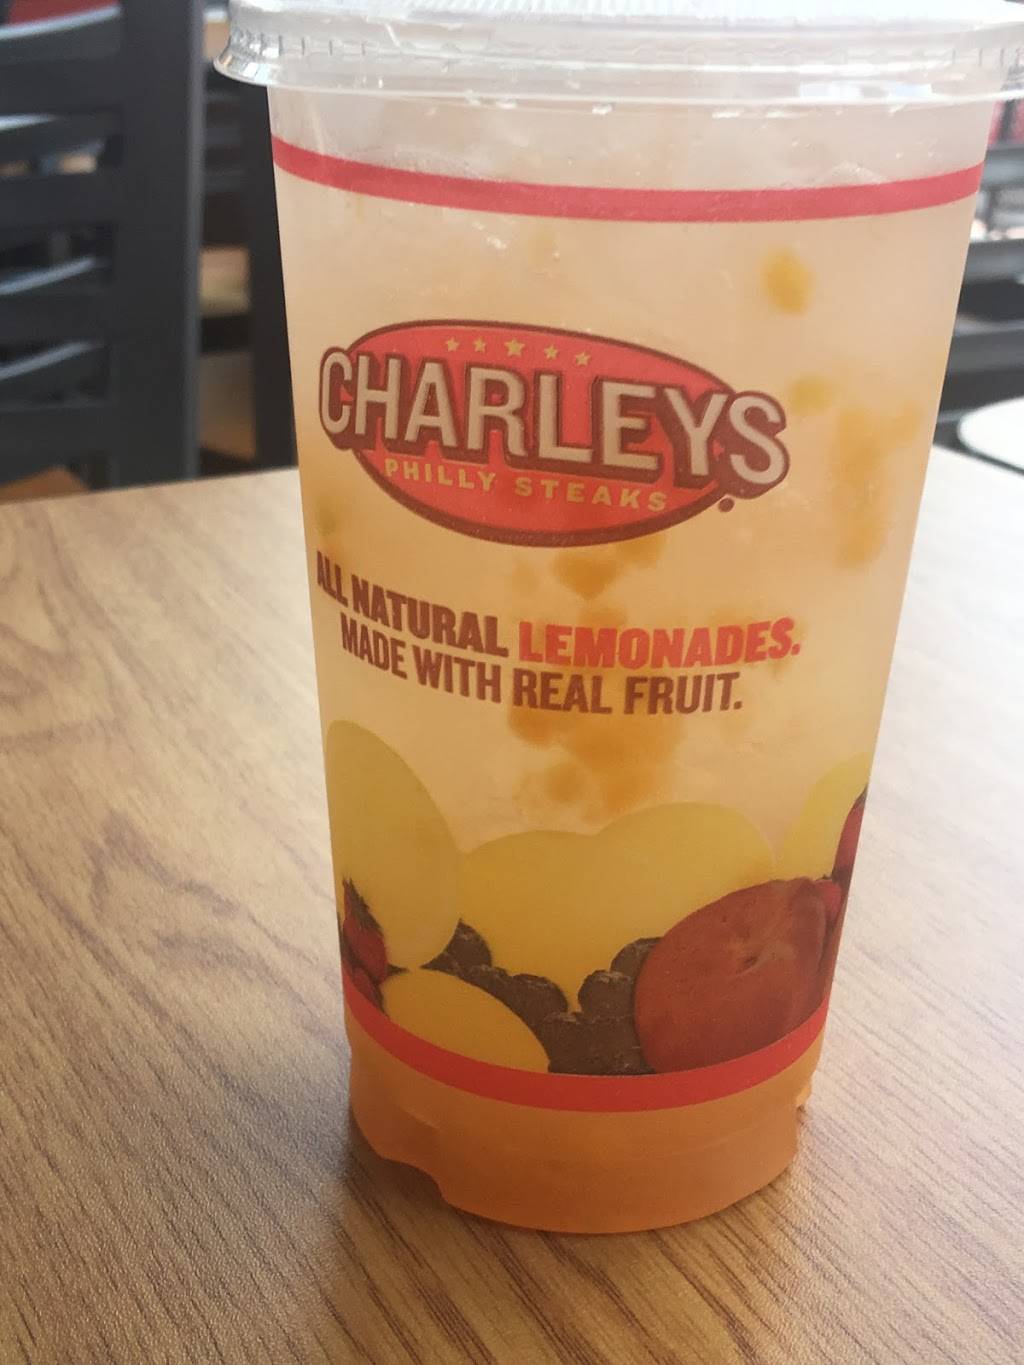 CHARLEYS
PHILLY STEAKS
ALL NATURAL LEMONADES.
MADE WITH REAL FRUIT.